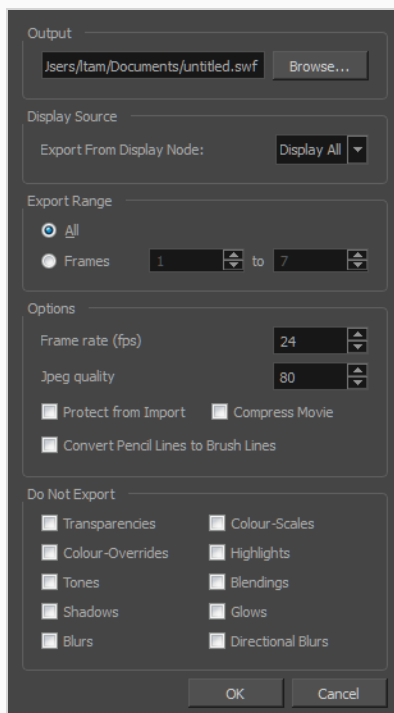 Output
Jsers/ltam/Documents/untitled.swf Browse...
Display Source
Export From Display Node: Display All
Export Range
All
Frames 1 to 7
Options
Frame rate (fps) 24
Jpeg quality 80
Protect from Import Compress Movie
Convert Pencil Lines to Brush Lines
Do Not Export
Transparencies Colour-Scales
Colour-Overrides Highlights
Tones Blendings
Shadows Glows
Blurs Directional Blurs
OK Cancel